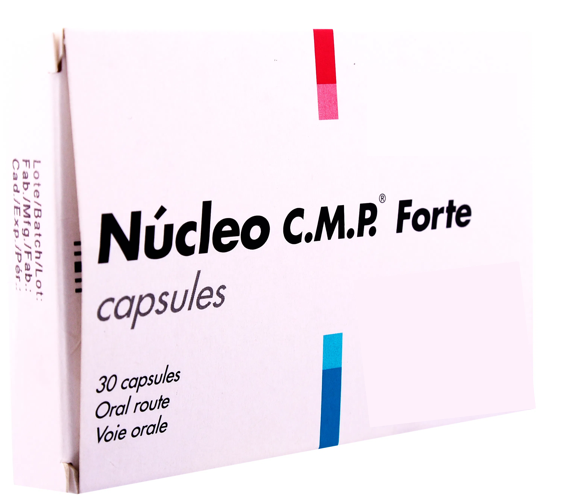 Núcleo C.M.P.® Forte
capsules
30 capsules
Oral route
Voie orale
Lote/Batch/Lot:
Fab./Mfg./Fab.:
Cad./Exp./Pér.: